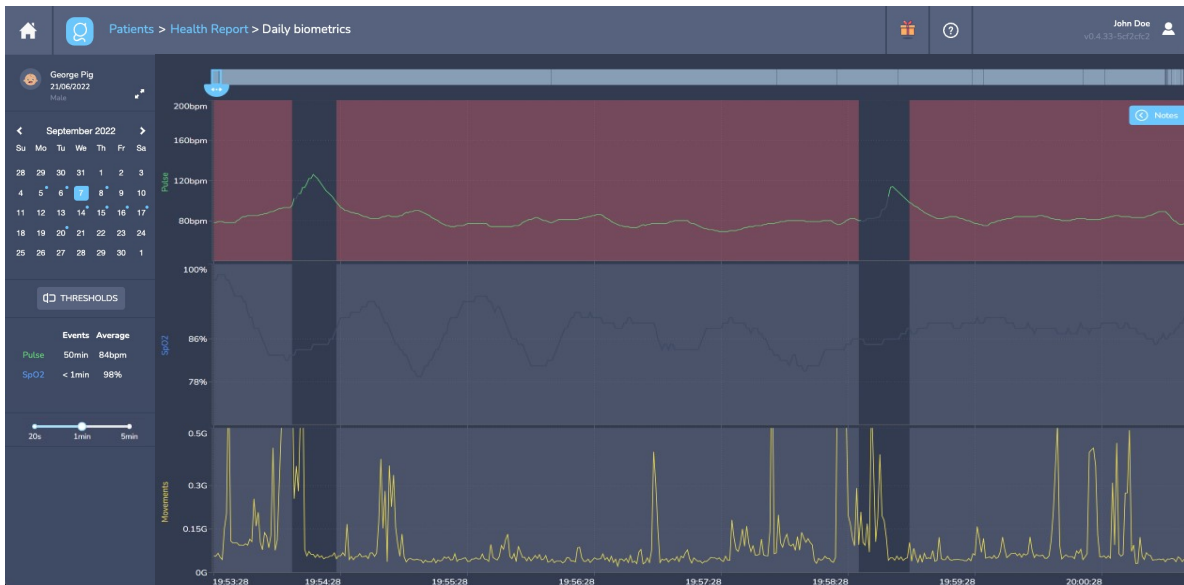 Patients > Health Report > Daily biometrics
John Doe
v0.4.33-5cf2cfc2
George Pig
21/06/2022
Male
September 2022
Su Mo Tu We Th Fr Sa
28 29 30 31 1 2 3
4 5 6 7 8 9 10
11 12 13 14 15 16 17
18 19 20 21 22 23 24
25 26 27 28 29 30 1
THRESHOLDS
Events Average
Pulse 50min 84bpm
SpO2 < 1min 98%
20s 1min 5min
Notes
Pulse
200bpm
160bpm
120bpm
80bpm
SpO2
100%
86%
78%
Movements
0.5G
0.3G
0.15G
0G
19:53:28 19:54:28 19:55:28 19:56:28 19:57:28 19:58:28 19:59:28 20:00:28